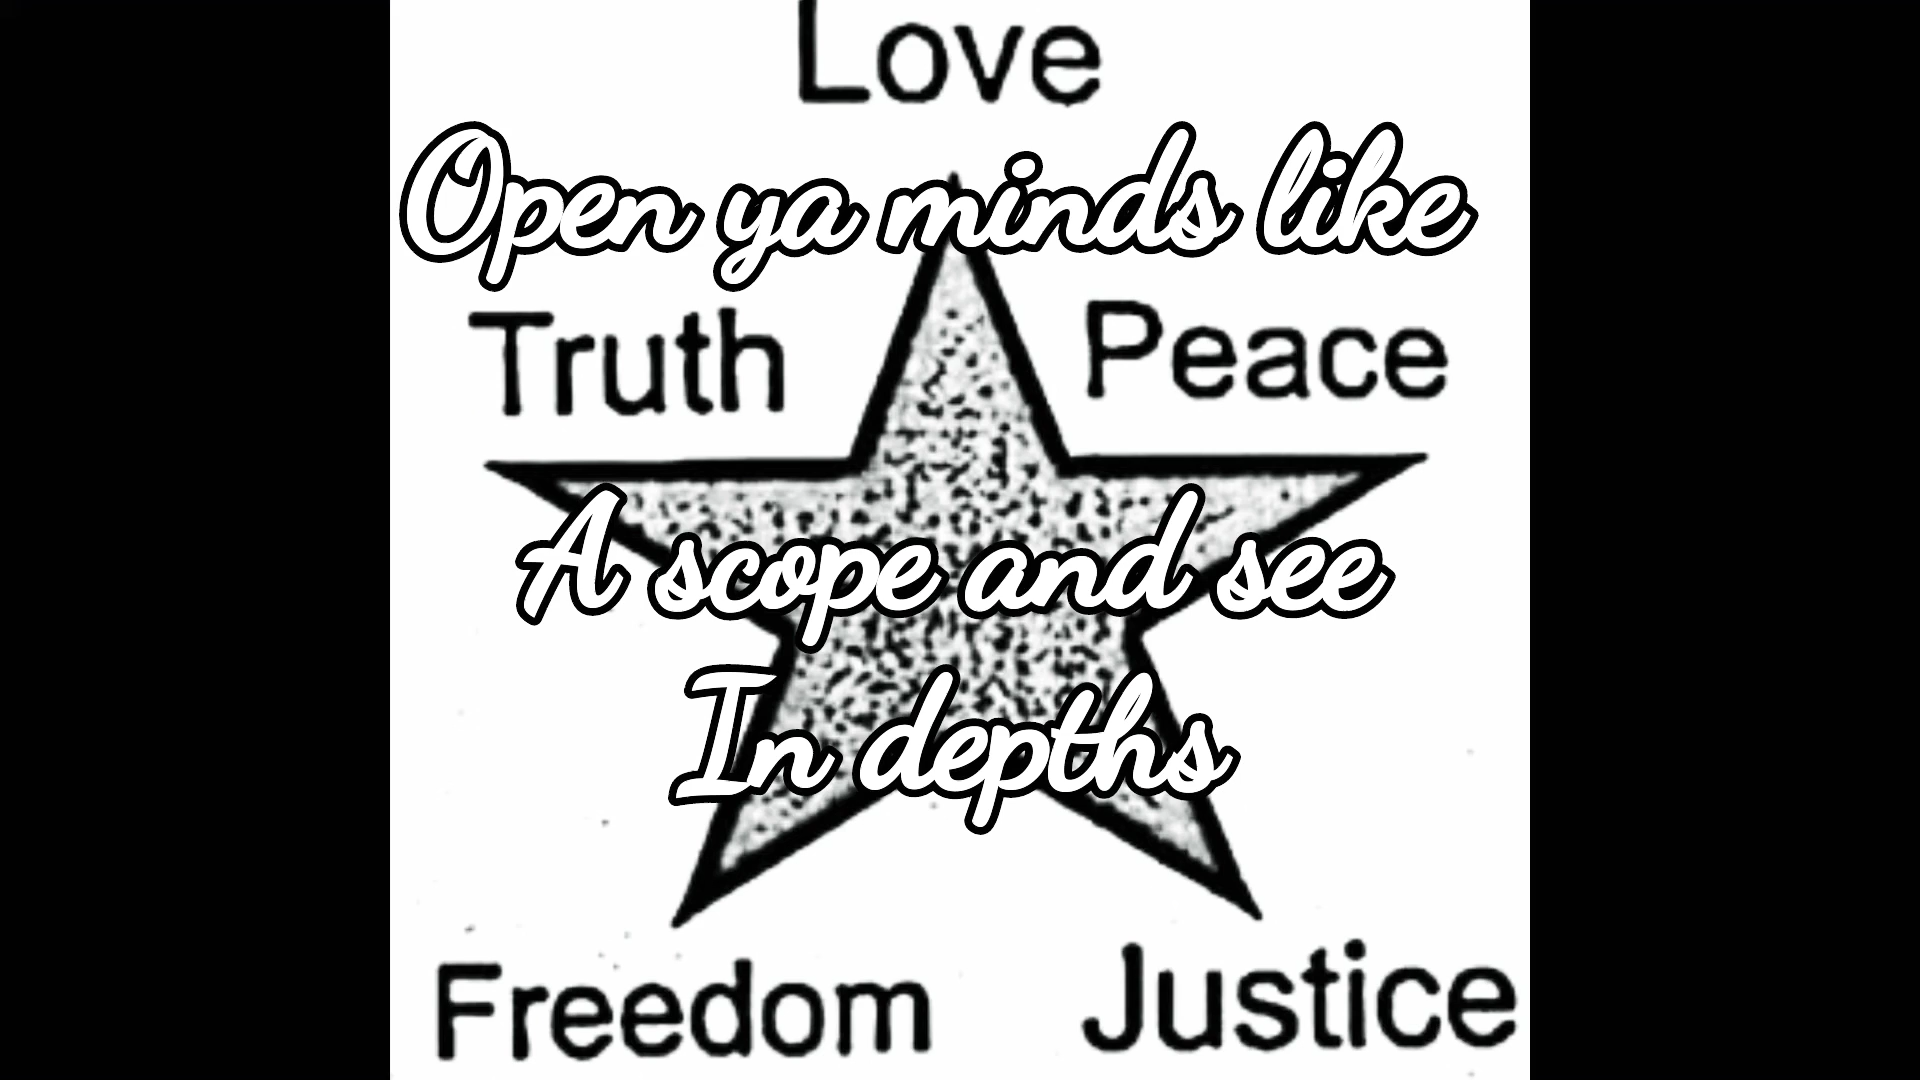 Love
Open ya minds like
Truth Peace
A scope and see
In depths
Freedom Justice